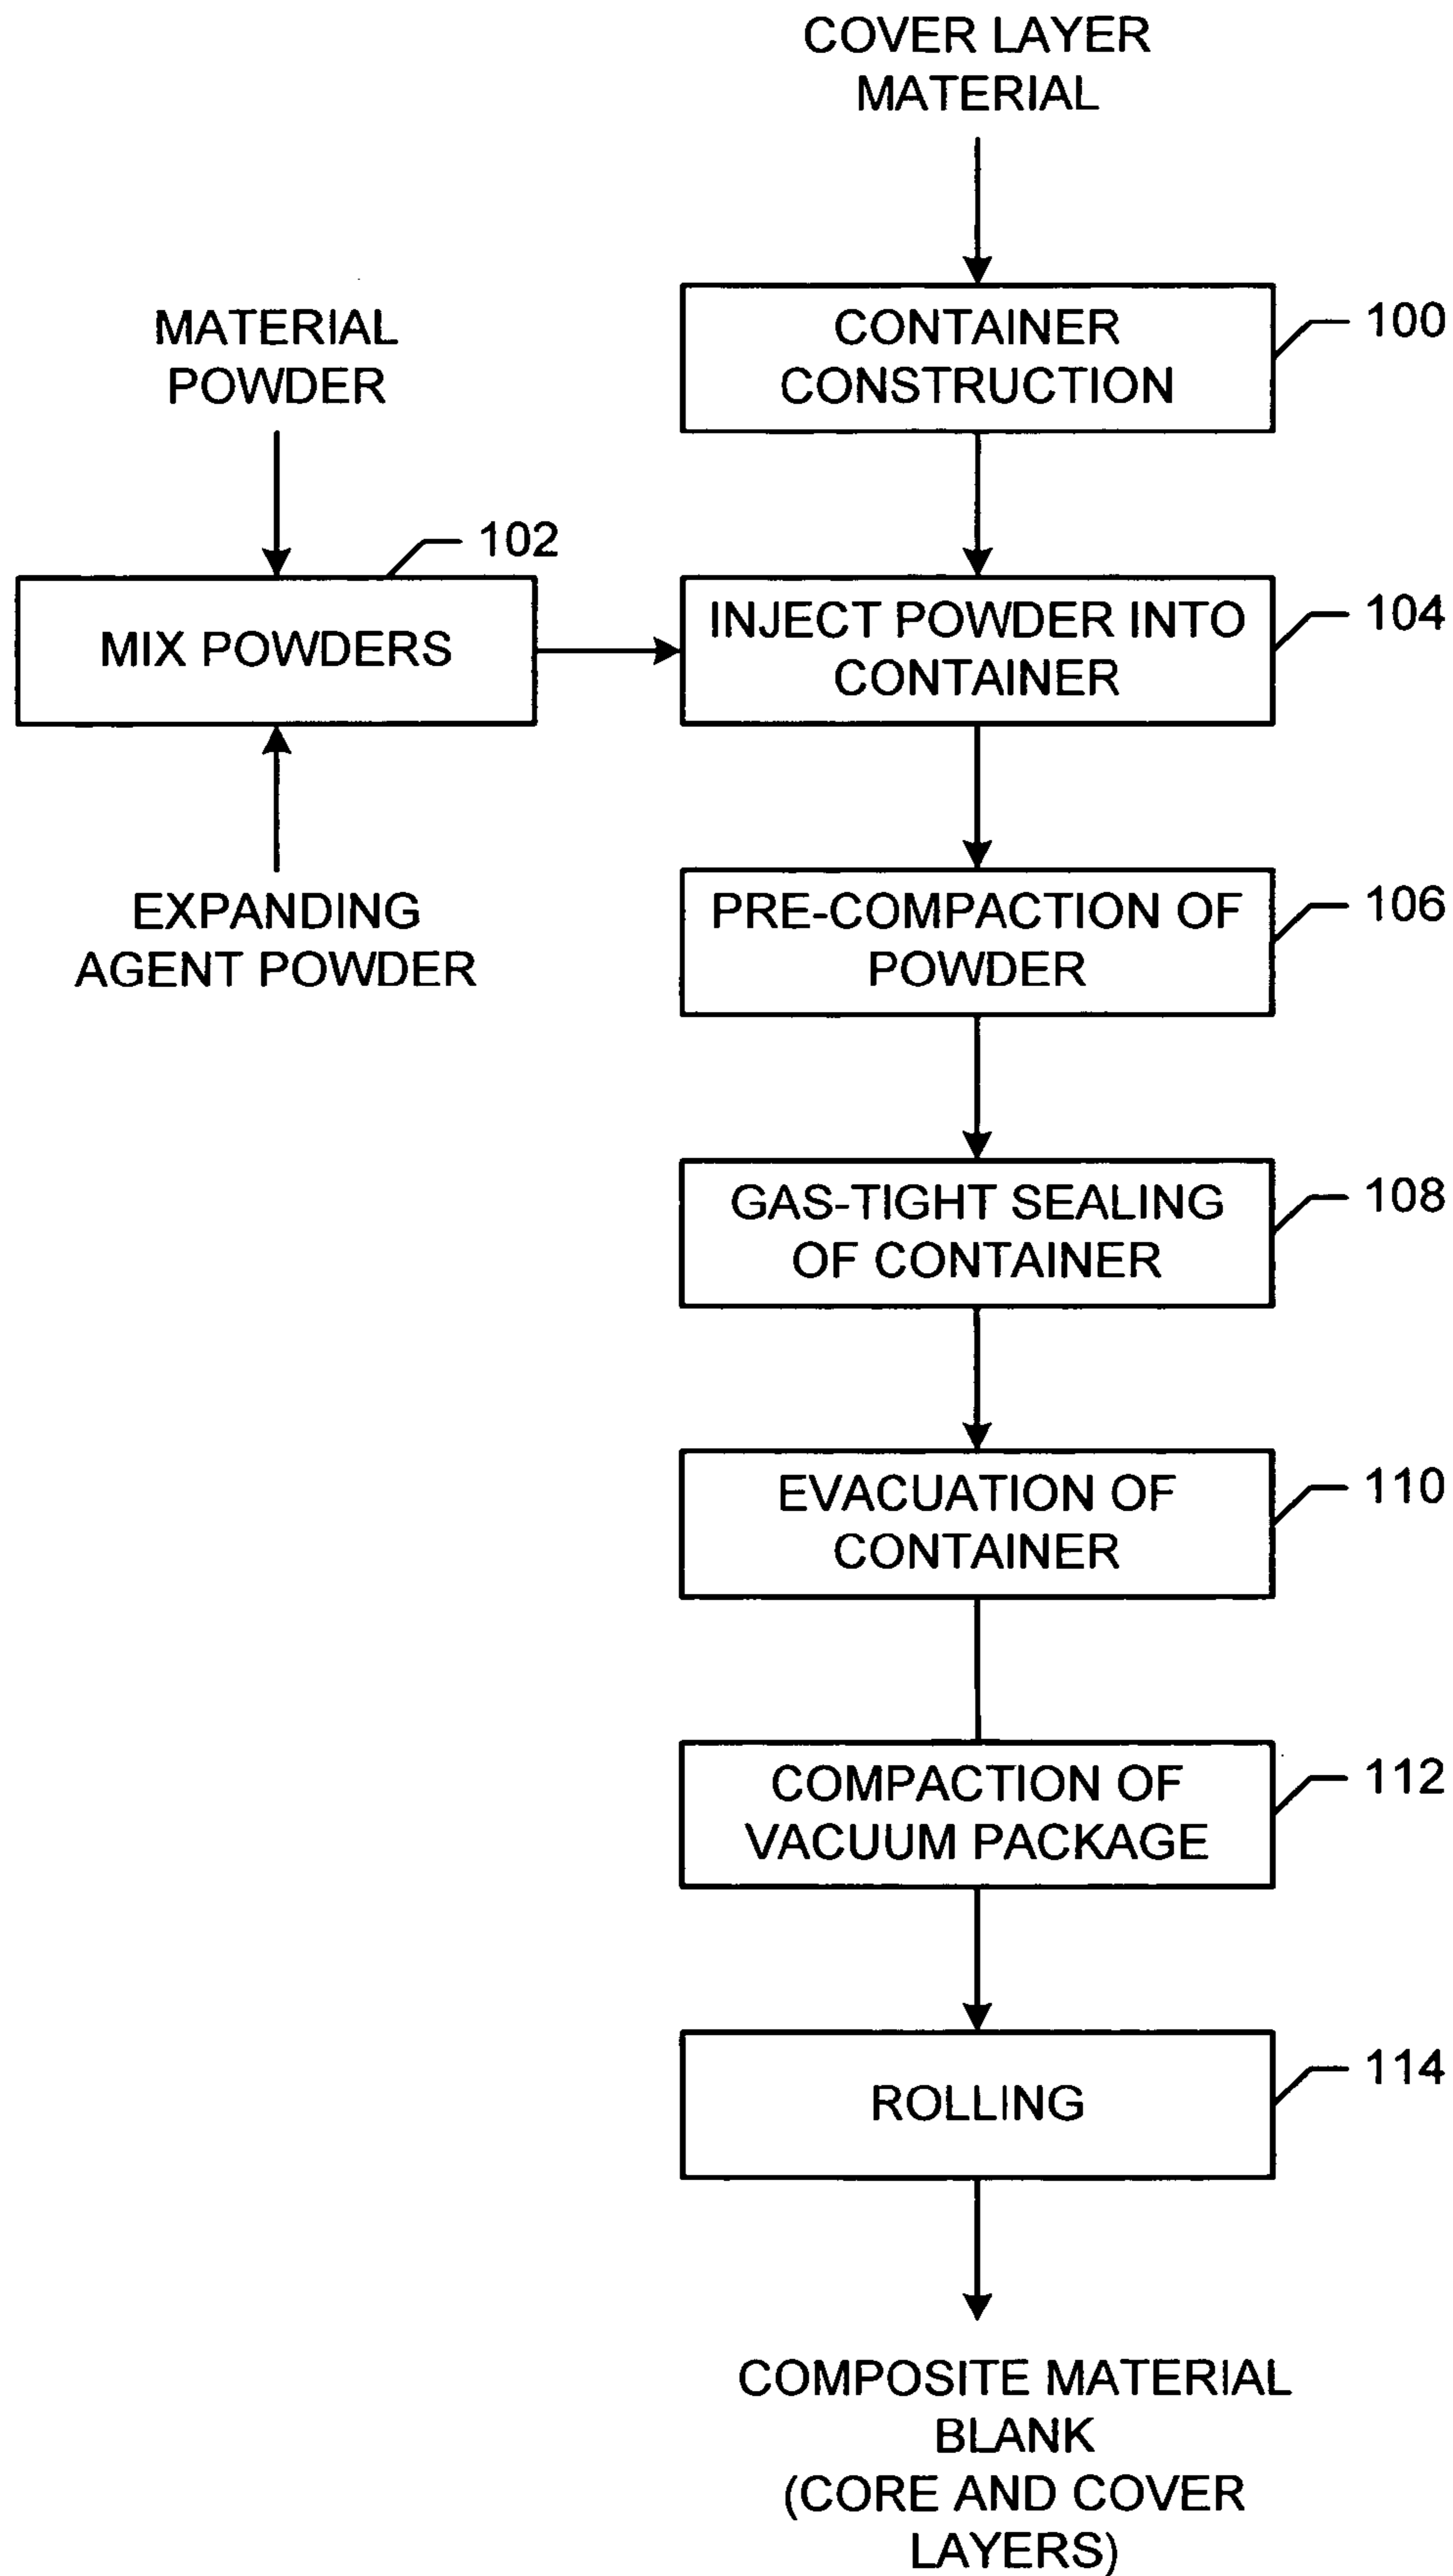 COVER LAYER
MATERIAL
CONTAINER
CONSTRUCTION
100
MATERIAL
POWDER
102
MIX POWDERS
EXPANDING
AGENT POWDER
INJECT POWDER INTO
CONTAINER
104
PRE-COMPACTION OF
POWDER
106
GAS-TIGHT SEALING
OF CONTAINER
108
EVACUATION OF
CONTAINER
110
COMPACTION OF
VACUUM PACKAGE
112
ROLLING
114
COMPOSITE MATERIAL
BLANK
(CORE AND COVER
LAYERS)